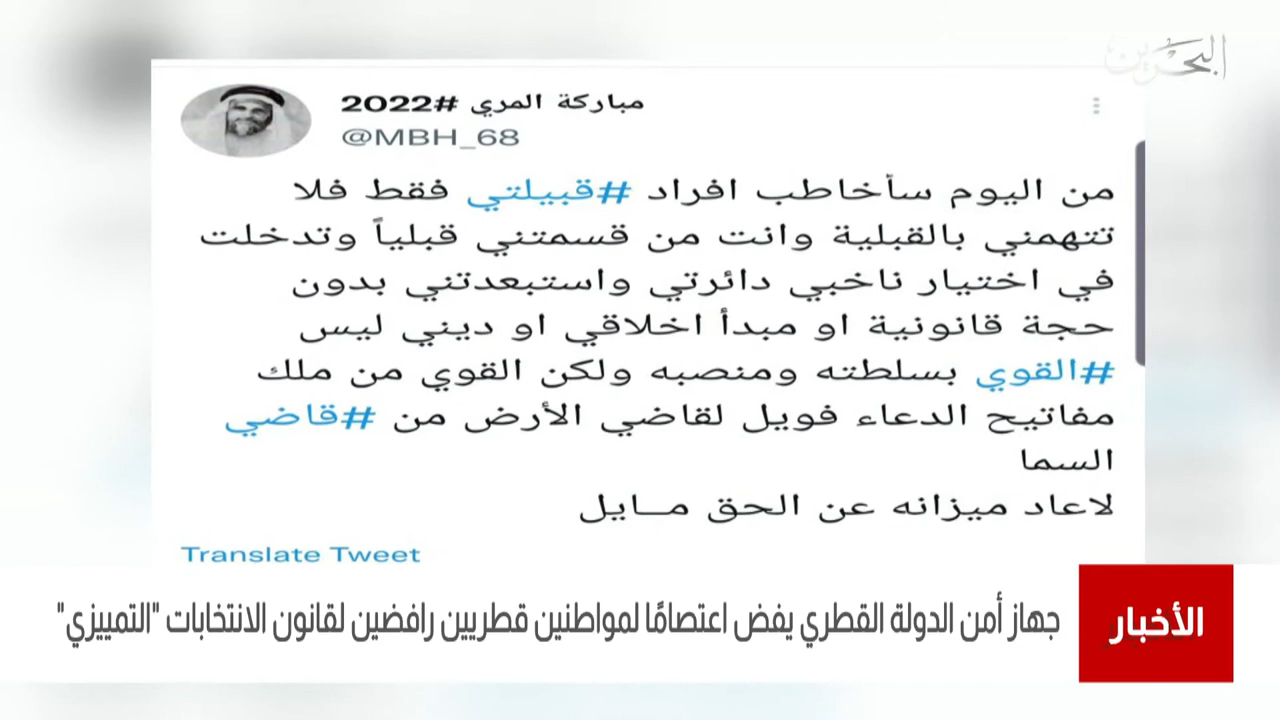 البحرين
مباركة المري #2022
@MBH_68
من اليوم سأخاطب افراد #قبيلتي فقط فلا
تتهمني بالقبلية وانت من قسمتني قبلياً وتدخلت
في اختيار ناخبي دائرتي واستبعدتني بدون
حجة قانونية او مبدأ اخلاقي او ديني ليس
#القوي بسلطته ومنصبه ولكن القوي من ملك
مفاتيح الدعاء فويل لقاضي الأرض من #قاضي
السما
لاعاد ميزانه عن الحق مـــايل
Translate Tweet
الأخبار
جهاز أمن الدولة القطري يفض اعتصامًا لمواطنين قطريين رافضين لقانون الانتخابات "التمييزي"